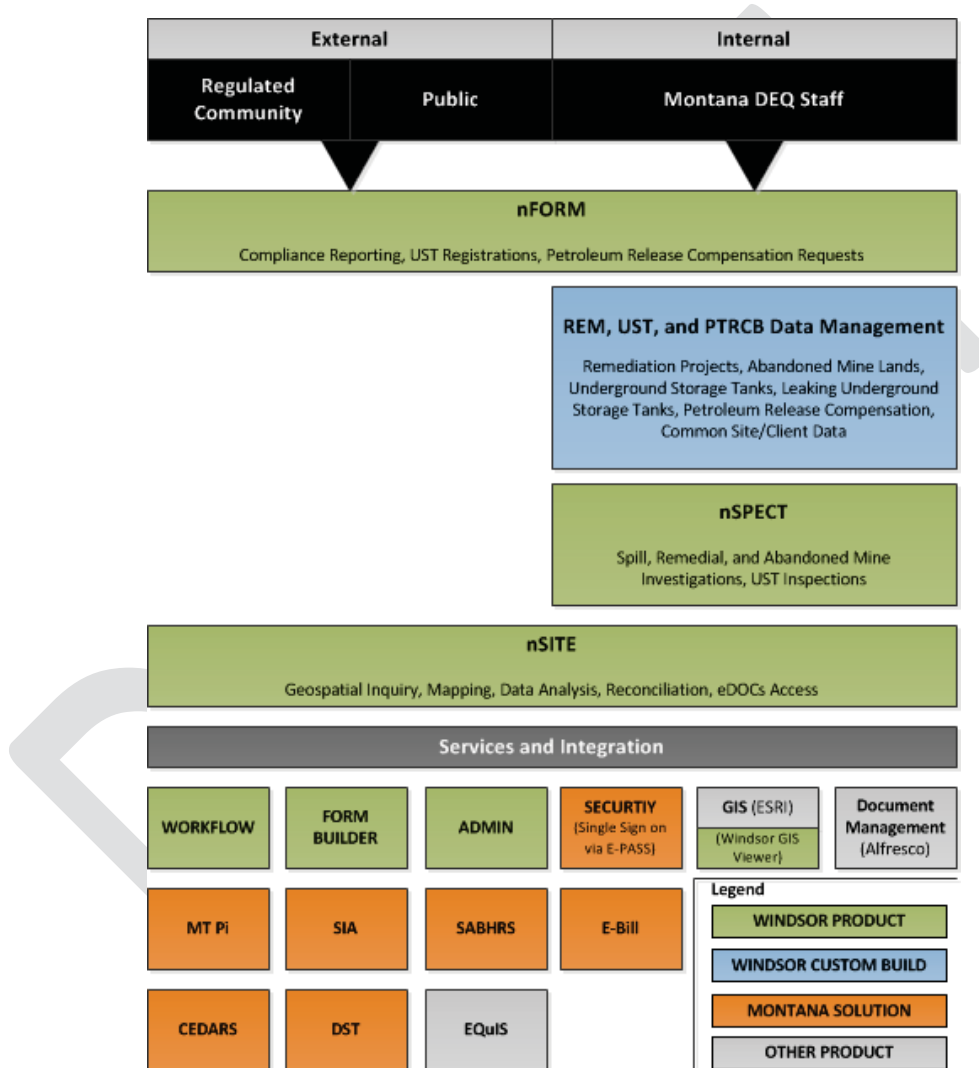 External
Internal
Regulated
Community
Public
Montana DEQ Staff
nFORM
Compliance Reporting, UST Registrations, Petroleum Release Compensation Requests
REM, UST, and PTRCB Data Management
Remediation Projects, Abandoned Mine Lands,
Underground Storage Tanks, Leaking Underground
Storage Tanks, Petroleum Release Compensation,
Common Site/Client Data
nSPECT
Spill, Remedial, and Abandoned Mine
Investigations, UST Inspections
nSITE
Geospatial Inquiry, Mapping, Data Analysis, Reconciliation, eDOCs Access
Services and Integration
WORKFLOW
FORM
BUILDER
ADMIN
SECURTIY
(Single Sign on
via E-PASS)
GIS (ESRI)
(Windsor GIS
Viewer)
Document
Management
(Alfresco)
MT Pi
SIA
SABHRS
E-Bill
CEDARS
DST
EQuIS
Legend
WINDSOR PRODUCT
WINDSOR CUSTOM BUILD
MONTANA SOLUTION
OTHER PRODUCT